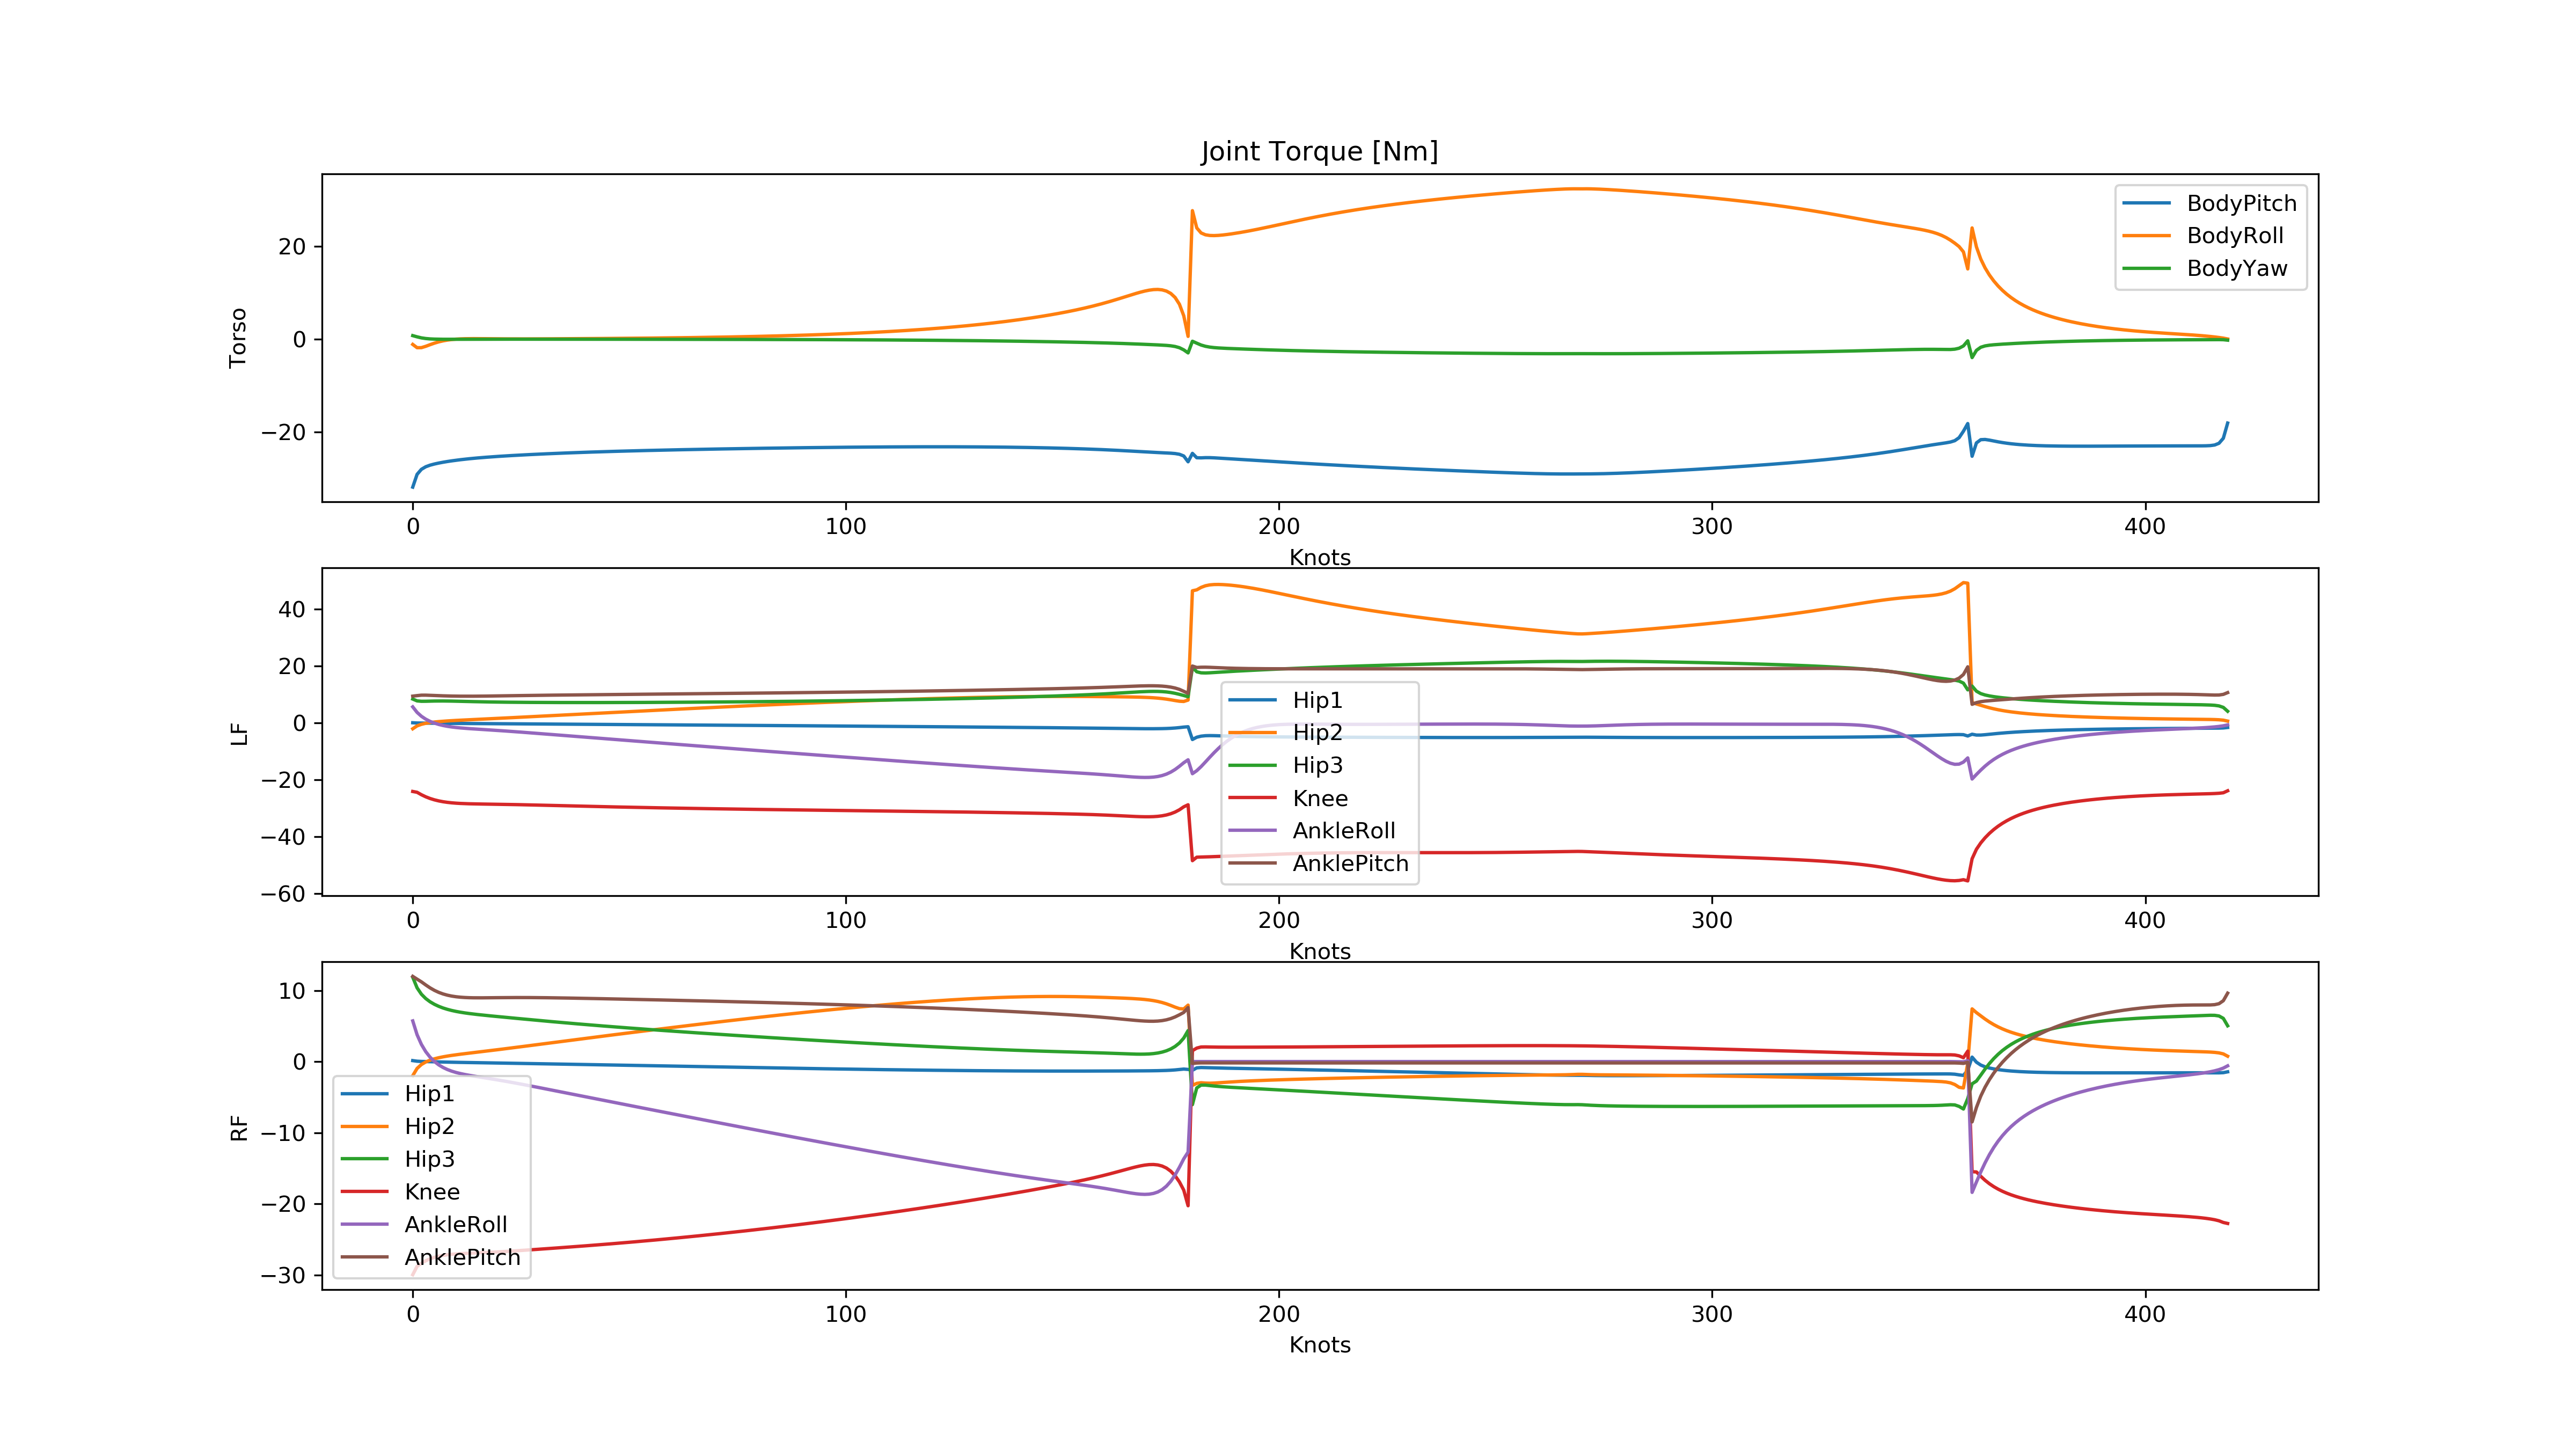 Joint Torque [Nm]
Torso
20
0
−20
BodyPitch
BodyRoll
BodyYaw
0 100 200 300 400
Knots
LF
40
20
0
−20
−40
−60
Hip1
Hip2
Hip3
Knee
AnkleRoll
AnklePitch
0 100 200 300 400
Knots
RF
10
0
−10
−20
−30
Hip1
Hip2
Hip3
Knee
AnkleRoll
AnklePitch
0 100 200 300 400
Knots